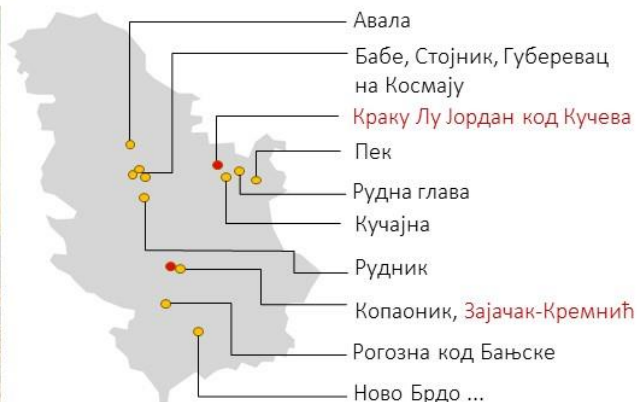 Авала
Бабе, Стојник, Губеревац
на Космају
Краку Лу Јордан код Кучева
Пек
Рудна глава
Кучајна
Рудник
Копаоник, Зајачак-Кремнић
Рогозна код Бањске
Ново Брдо ...